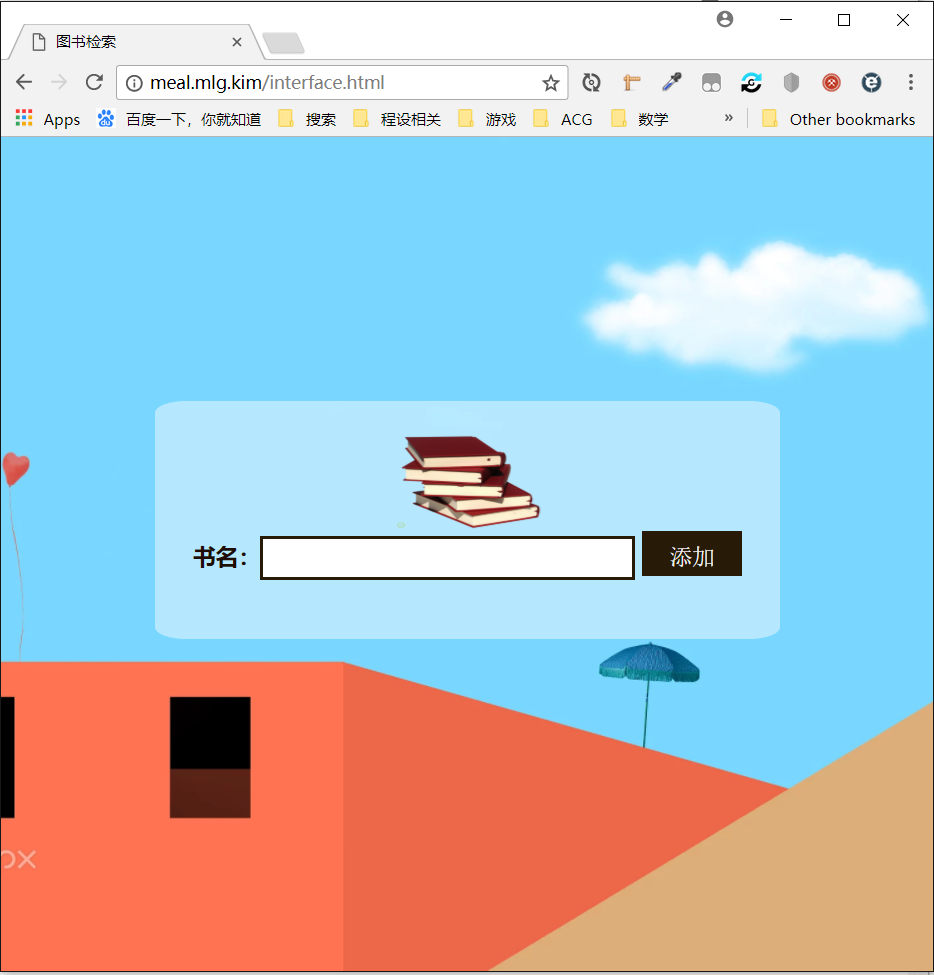 图书检索
meal.mlg.kim/interface.html
Apps 百度一下，你就知道 搜索 程设相关 游戏 ACG 数学 » Other bookmarks
书名： 添加
OX